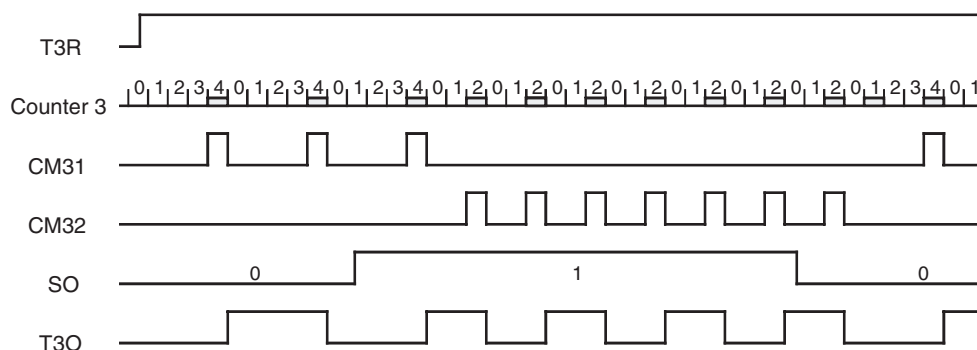 T3R
Counter 3 0 1 2 3 4 0 1 2 3 4 0 1 2 3 4 0 1 2 0 1 2 0 1 2 0 1 2 0 1 2 0 1 2 0 1 2 0 1 2 3 4 0 1
CM31
CM32
SO 0 1 0
T3O